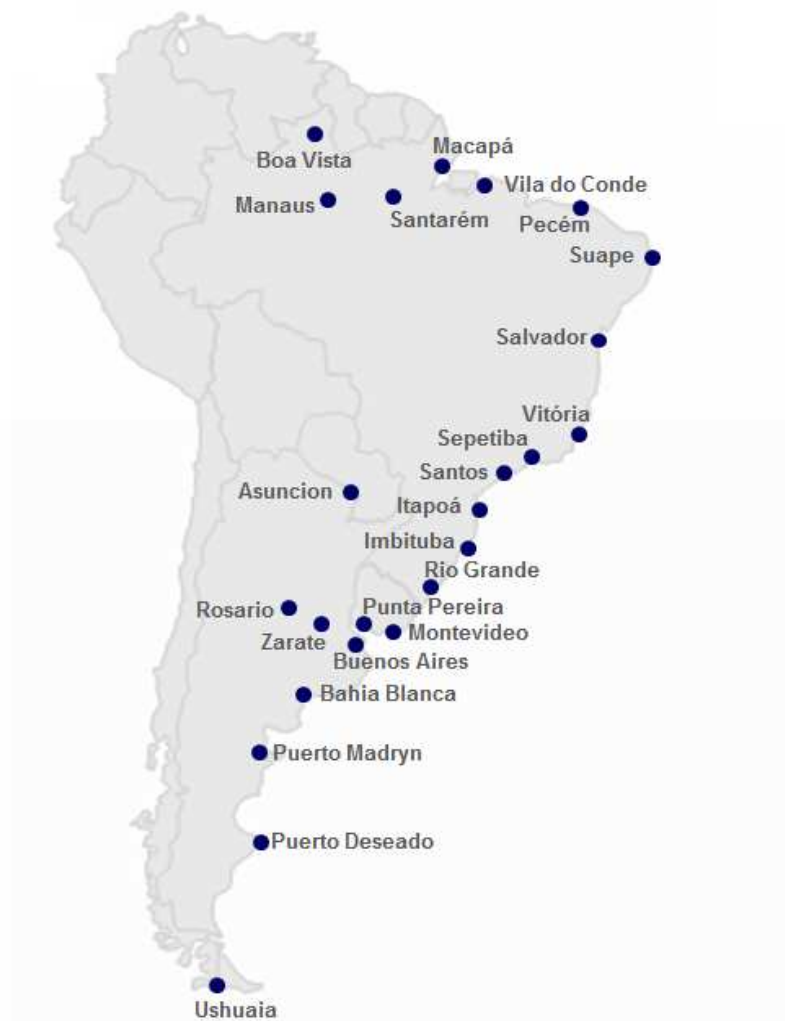 Macapá
Boa Vista
Vila do Conde
Manaus
Santarém
Pecém
Suape
Salvador
Vitória
Sepetiba
Santos
Asuncion
Itapoá
Imbituba
Rio Grande
Rosario
Punta Pereira
Zarate
Montevideo
Buenos Aires
Bahia Blanca
Puerto Madryn
Puerto Deseado
Ushuaia